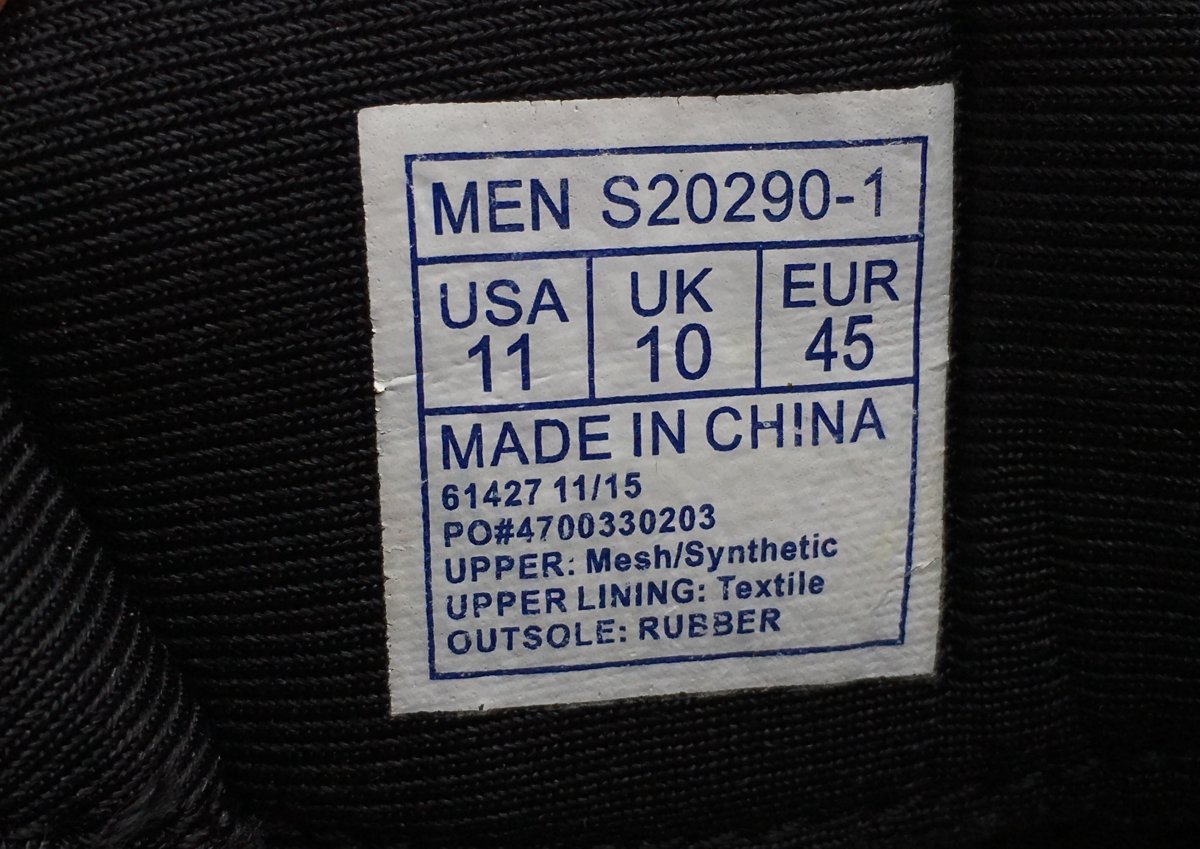 MEN S20290-1
USA UK EUR
11 10 45
MADE IN CHINA
61427 11/15
PO#4700330203
UPPER: Mesh/Synthetic
UPPER LINING: Textile
OUTSOLE: RUBBER